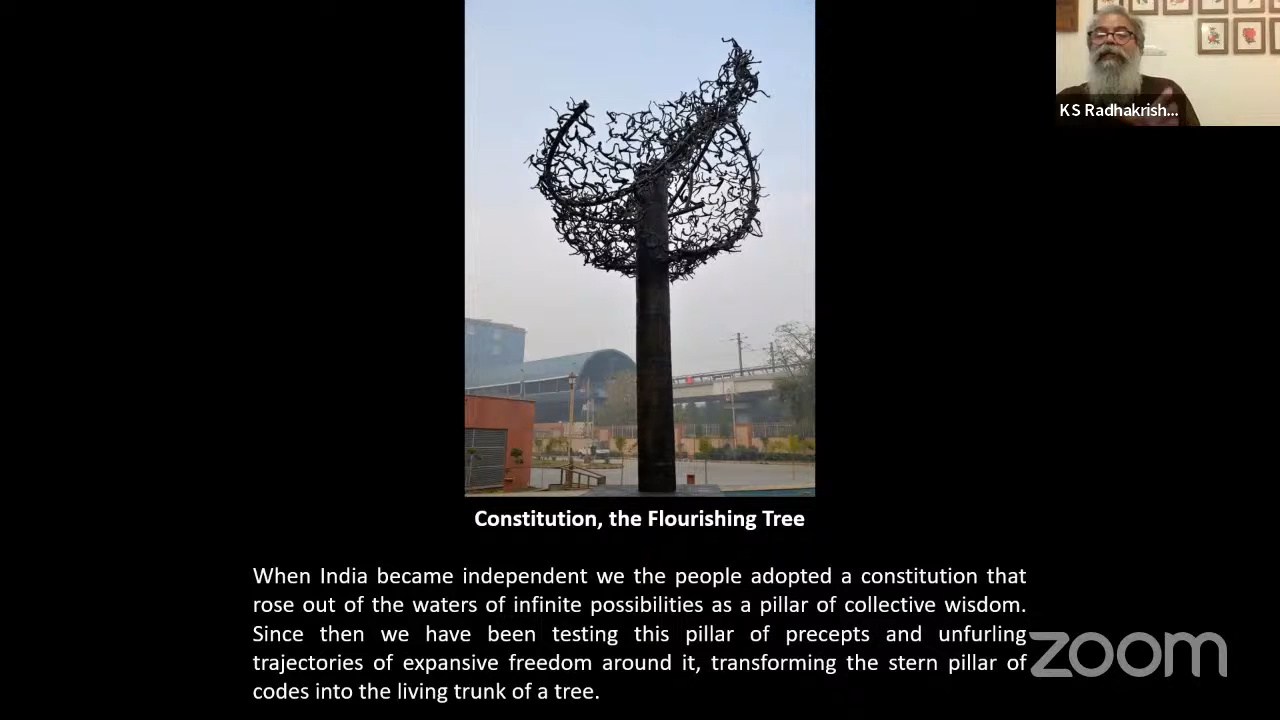 KS Radhakrish...
Constitution, the Flourishing Tree
When India became independent we the people adopted a constitution that
rose out of the waters of infinite possibilities as a pillar of collective wisdom.
Since then we have been testing this pillar of precepts and unfurling
trajectories of expansive freedom around it, transforming the stern pillar of
codes into the living trunk of a tree.
zoom